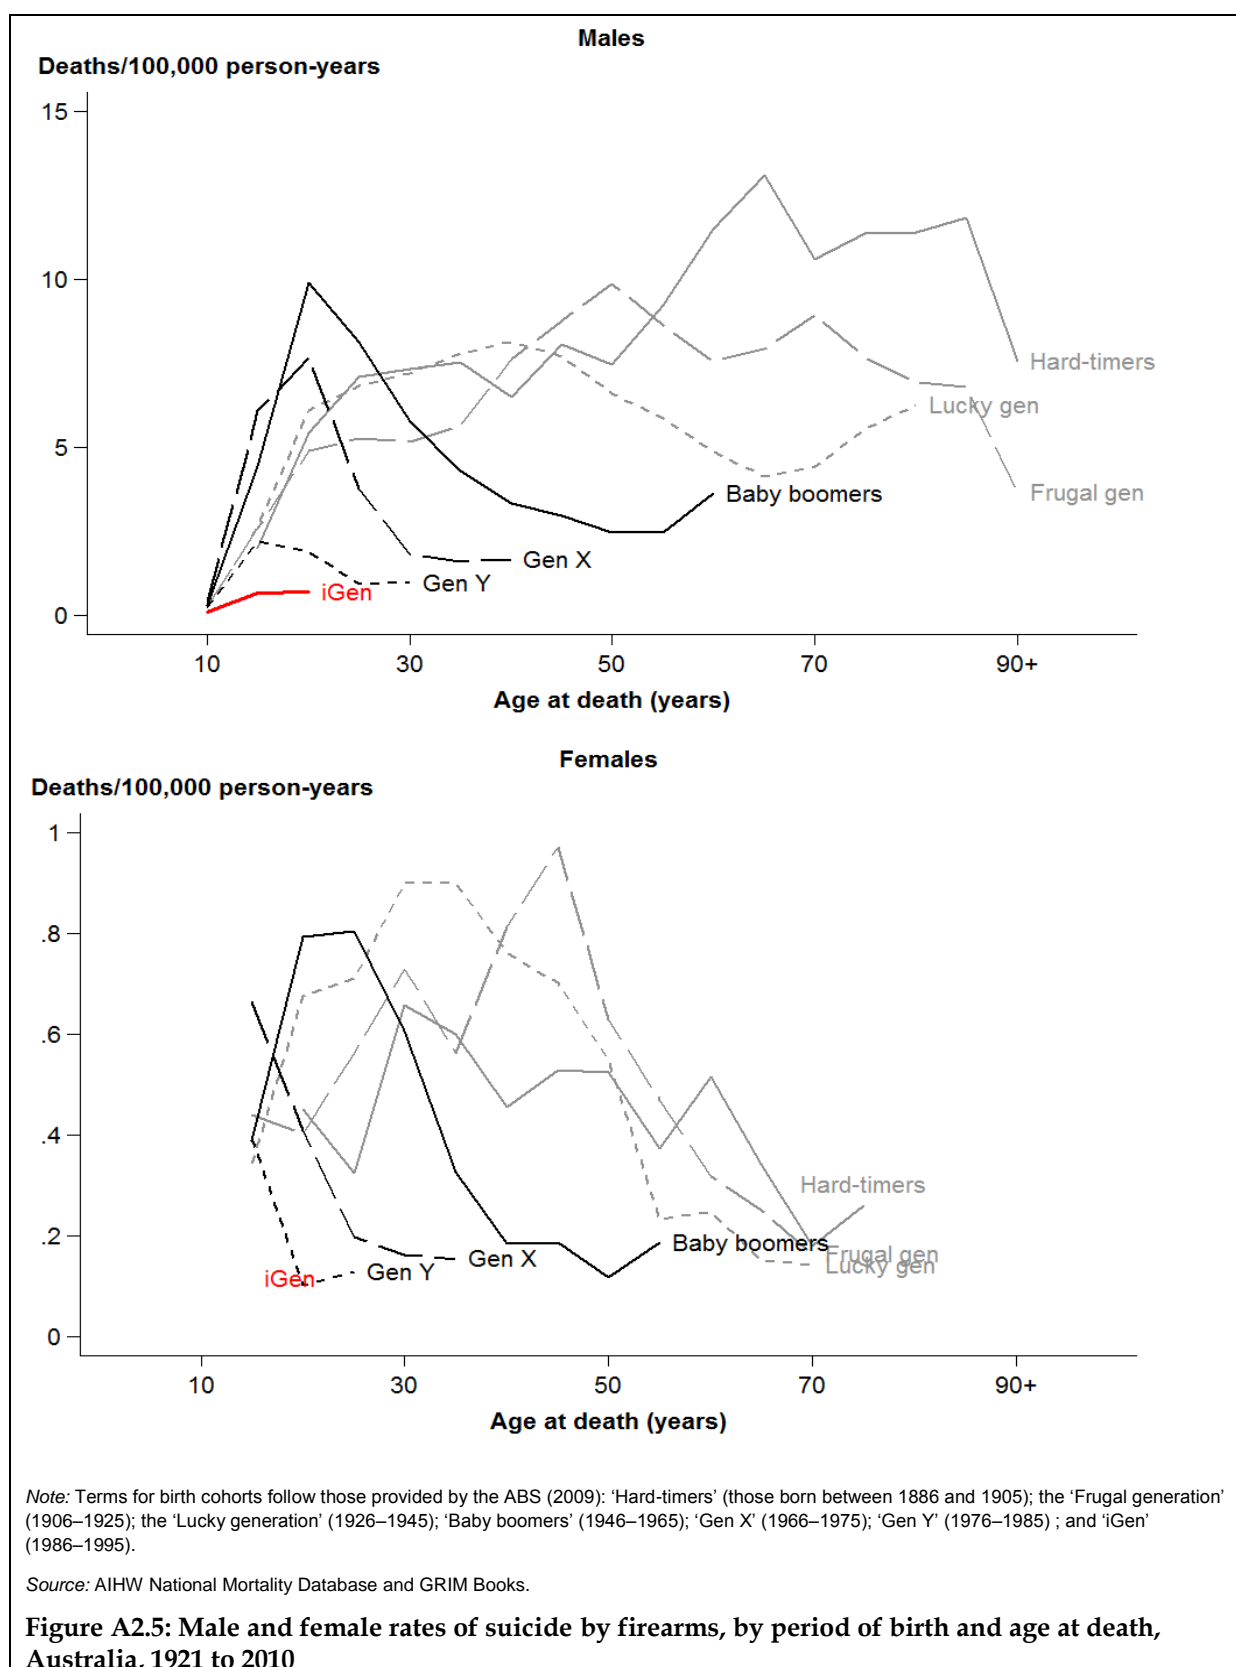 Males
Deaths/100,000 person-years
15
10
5
0
Hard-timers
Lucky gen
Frugal gen
Baby boomers
Gen X
Gen Y
iGen
10 30 50 70 90+
Age at death (years)
Females
Deaths/100,000 person-years
1
.8
.6
.4
.2
0
Hard-timers
Baby boomers
Frugal gen
Lucky gen
Gen X
Gen Y
iGen
10 30 50 70 90+
Age at death (years)
Note: Terms for birth cohorts follow those provided by the ABS (2009): ‘Hard-timers’ (those born between 1886 and 1905); the ‘Frugal generation’
(1906–1925); the ‘Lucky generation’ (1926–1945); ‘Baby boomers’ (1946–1965); ‘Gen X’ (1966–1975); ‘Gen Y’ (1976–1985) ; and ‘iGen’
(1986–1995).
Source: AIHW National Mortality Database and GRIM Books.
Figure A2.5: Male and female rates of suicide by firearms, by period of birth and age at death,
Australia, 1921 to 2010